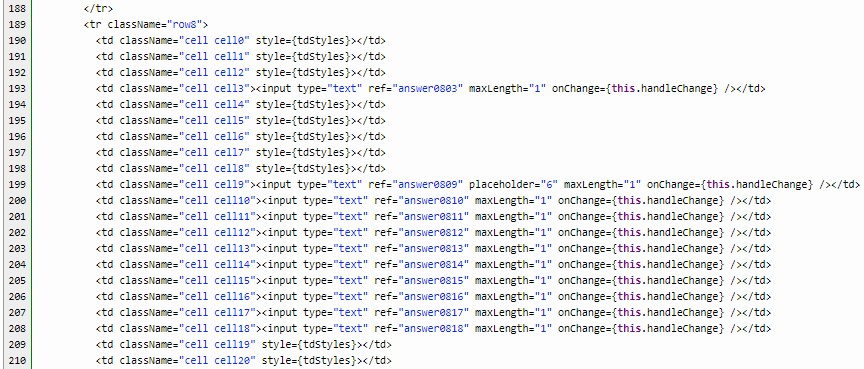 188 </tr>
189 <tr className="row8">
190 <td className="cell cell0" style={tdStyles}></td>
191 <td className="cell cell1" style={tdStyles}></td>
192 <td className="cell cell2" style={tdStyles}></td>
193 <td className="cell cell3"><input type="text" ref="answer0803" maxLength="1" onChange={this.handleChange} /></td>
194 <td className="cell cell4" style={tdStyles}></td>
195 <td className="cell cell5" style={tdStyles}></td>
196 <td className="cell cell6" style={tdStyles}></td>
197 <td className="cell cell7" style={tdStyles}></td>
198 <td className="cell cell8" style={tdStyles}></td>
199 <td className="cell cell9"><input type="text" ref="answer0809" placeholder="6" maxLength="1" onChange={this.handleChange} /></td>
200 <td className="cell cell10"><input type="text" ref="answer0810" maxLength="1" onChange={this.handleChange} /></td>
201 <td className="cell cell11"><input type="text" ref="answer0811" maxLength="1" onChange={this.handleChange} /></td>
202 <td className="cell cell12"><input type="text" ref="answer0812" maxLength="1" onChange={this.handleChange} /></td>
203 <td className="cell cell13"><input type="text" ref="answer0813" maxLength="1" onChange={this.handleChange} /></td>
204 <td className="cell cell14"><input type="text" ref="answer0814" maxLength="1" onChange={this.handleChange} /></td>
205 <td className="cell cell15"><input type="text" ref="answer0815" maxLength="1" onChange={this.handleChange} /></td>
206 <td className="cell cell16"><input type="text" ref="answer0816" maxLength="1" onChange={this.handleChange} /></td>
207 <td className="cell cell17"><input type="text" ref="answer0817" maxLength="1" onChange={this.handleChange} /></td>
208 <td className="cell cell18"><input type="text" ref="answer0818" maxLength="1" onChange={this.handleChange} /></td>
209 <td className="cell cell19" style={tdStyles}></td>
210 <td className="cell cell20" style={tdStyles}></td>